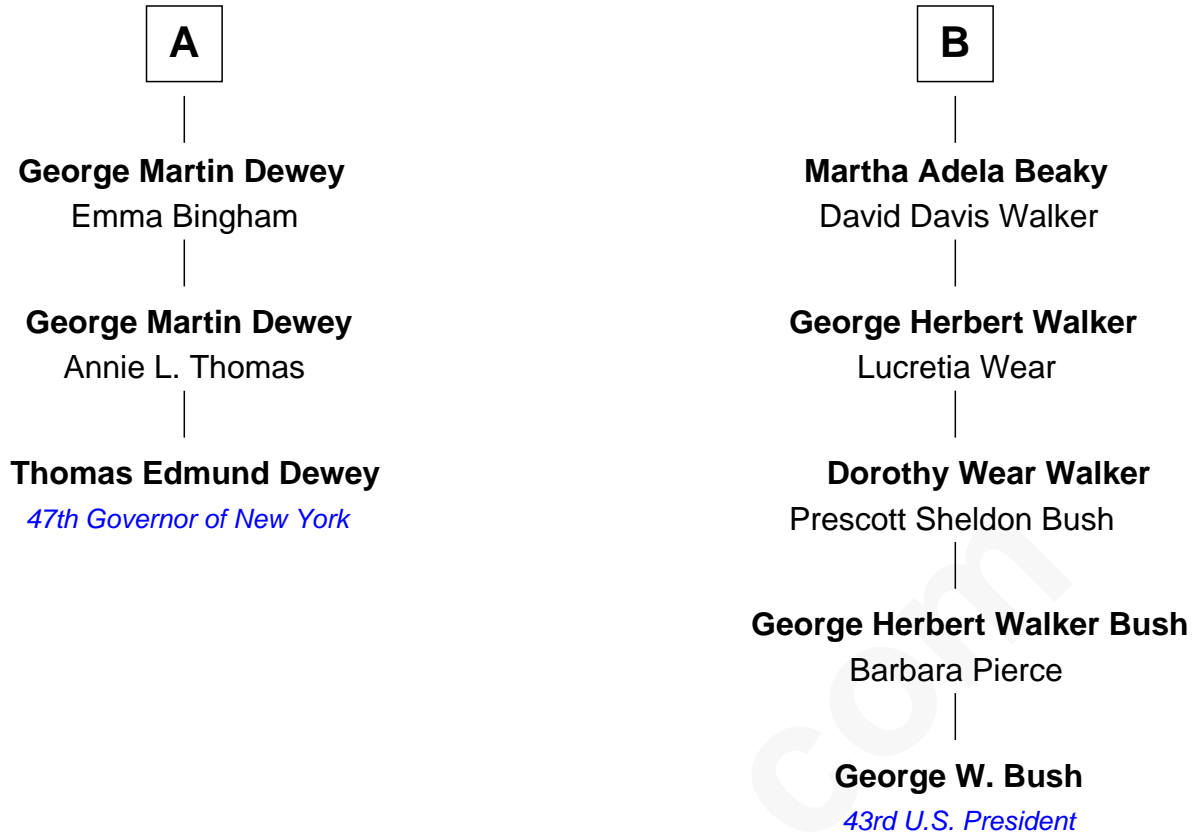 A
George Martin Dewey
Emma Bingham
George Martin Dewey
Annie L. Thomas
Thomas Edmund Dewey
47th Governor of New York
B
Martha Adela Beaky
David Davis Walker
George Herbert Walker
Lucretia Wear
Dorothy Wear Walker
Prescott Sheldon Bush
George Herbert Walker Bush
Barbara Pierce
George W. Bush
43rd U.S. President
com